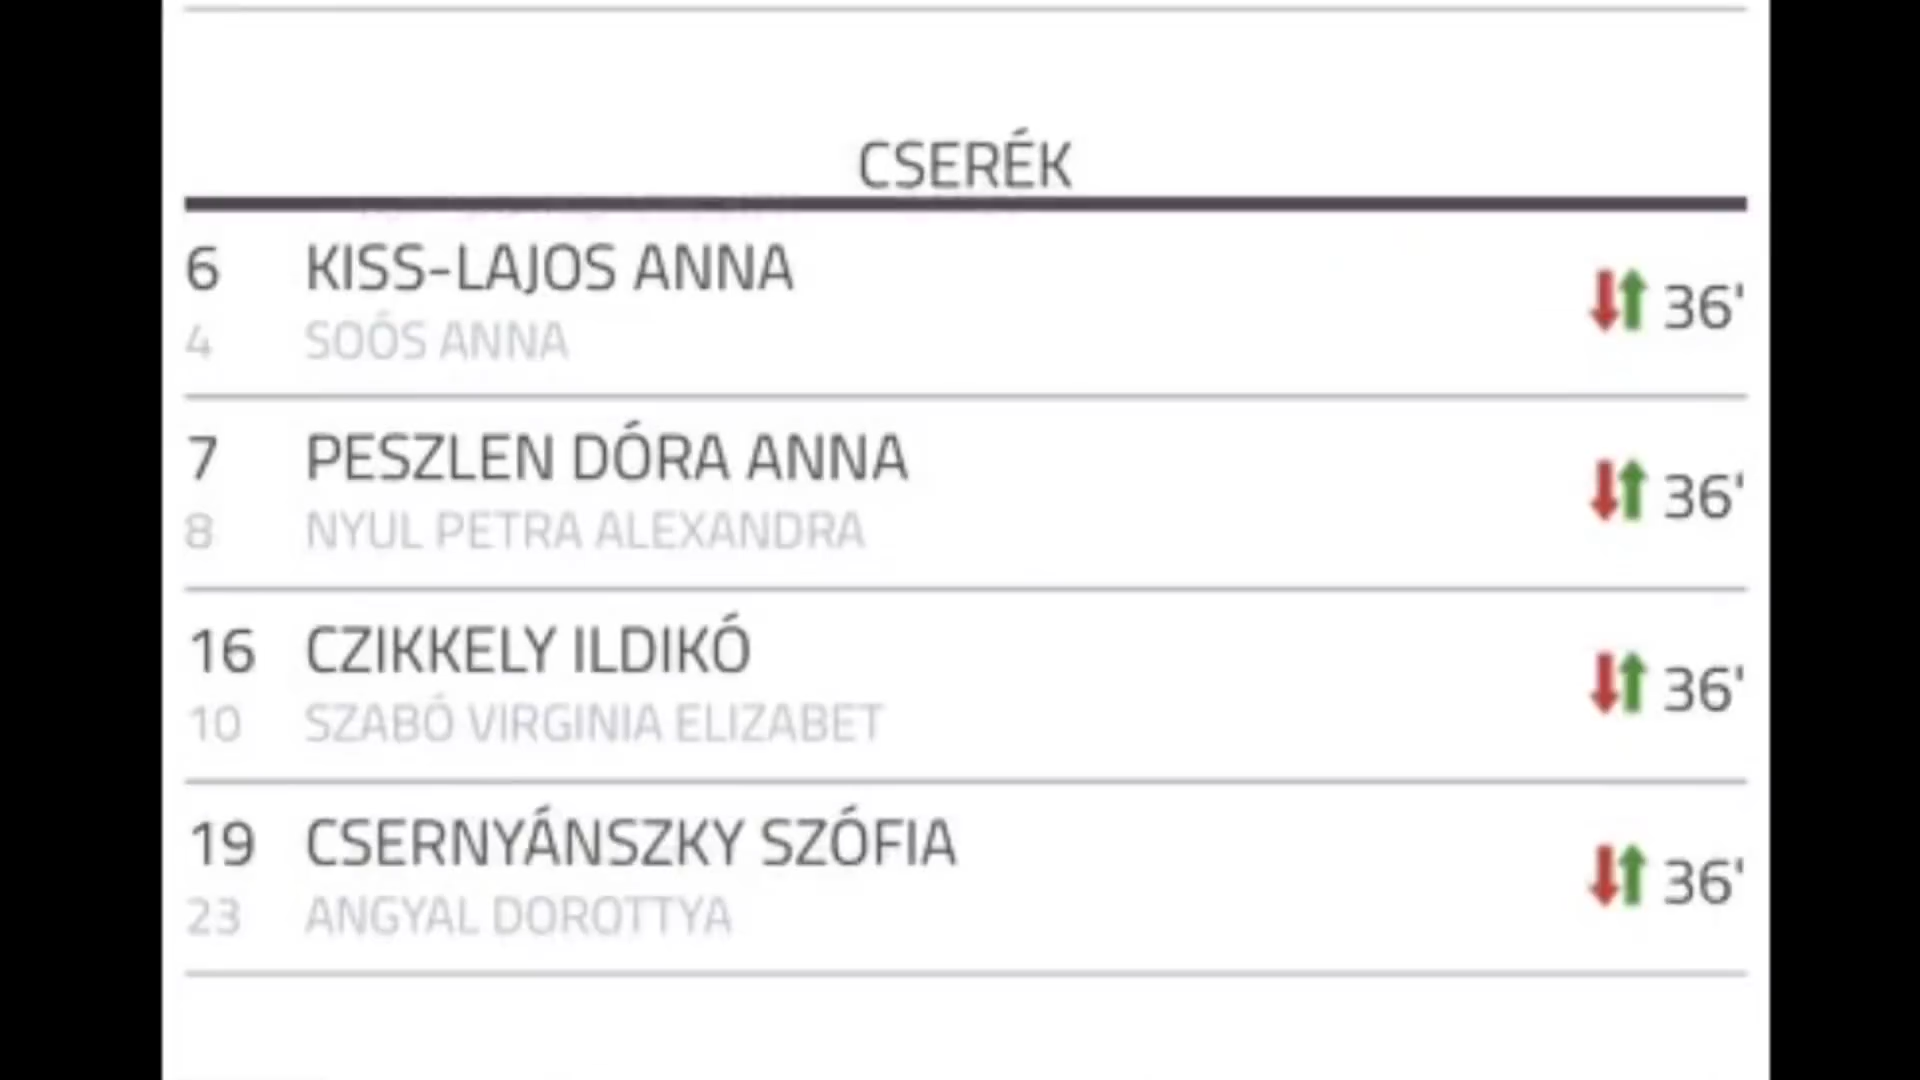 CSERÉK
6 KISS-LAJOS ANNA
4 SOÓS ANNA
36'
7 PESZLEN DÓRA ANNA
8 NYUL PETRA ALEXANDRA
36'
16 CZIKKELY ILDIKÓ
10 SZABÓ VIRGINIA ELIZABET
36'
19 CSERNYÁNSZKY SZÓFIA
23 ANGYAL DOROTTYA
36'